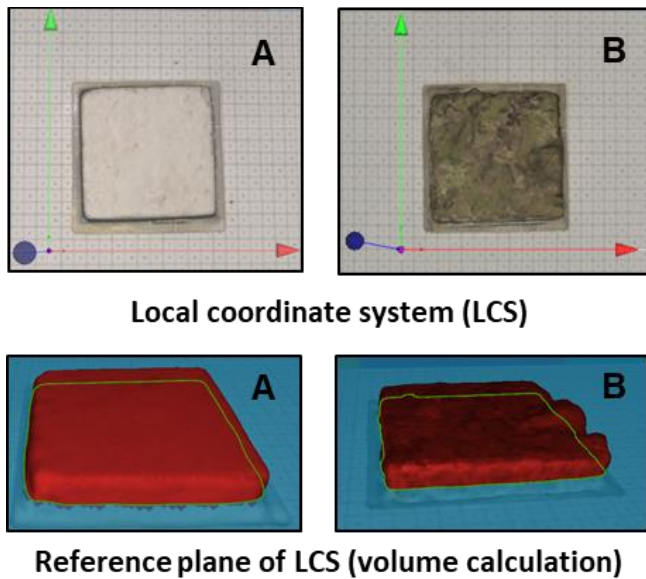 A
B
Local coordinate system (LCS)
A
B
Reference plane of LCS (volume calculation)